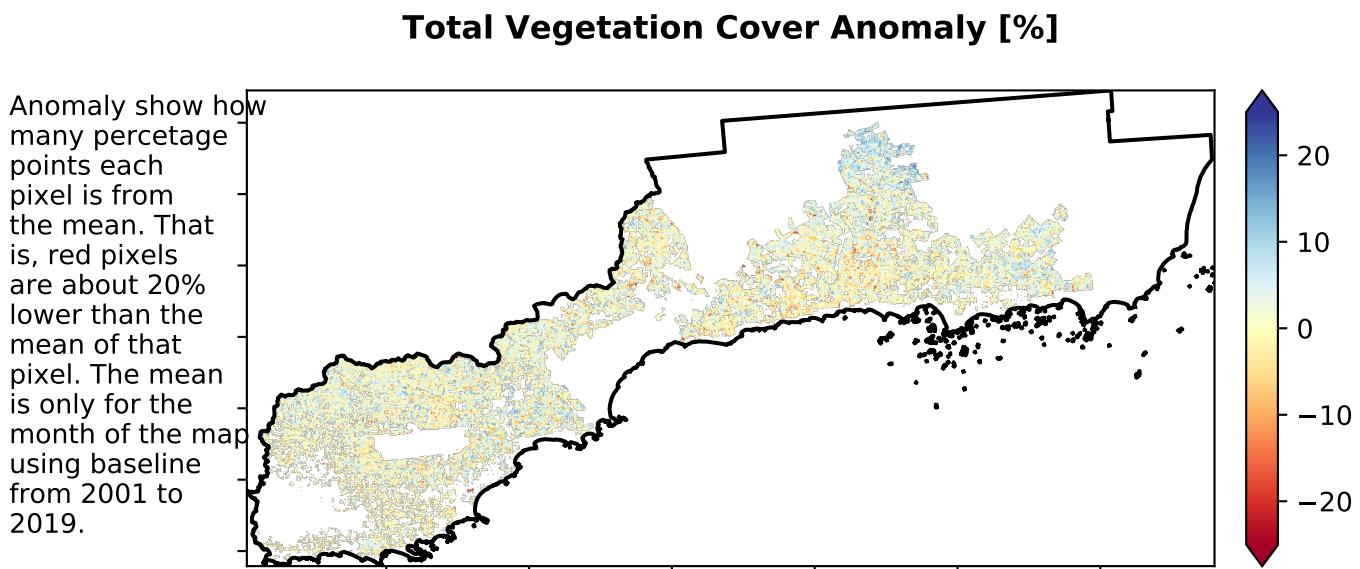 Total Vegetation Cover Anomaly [%]
Anomaly show how
many percetage
points each
pixel is from
the mean. That
is, red pixels
are about 20%
lower than the
mean of that
pixel. The mean
is only for the
month of the map
using baseline
from 2001 to
2019.
20
10
0
−10
−20